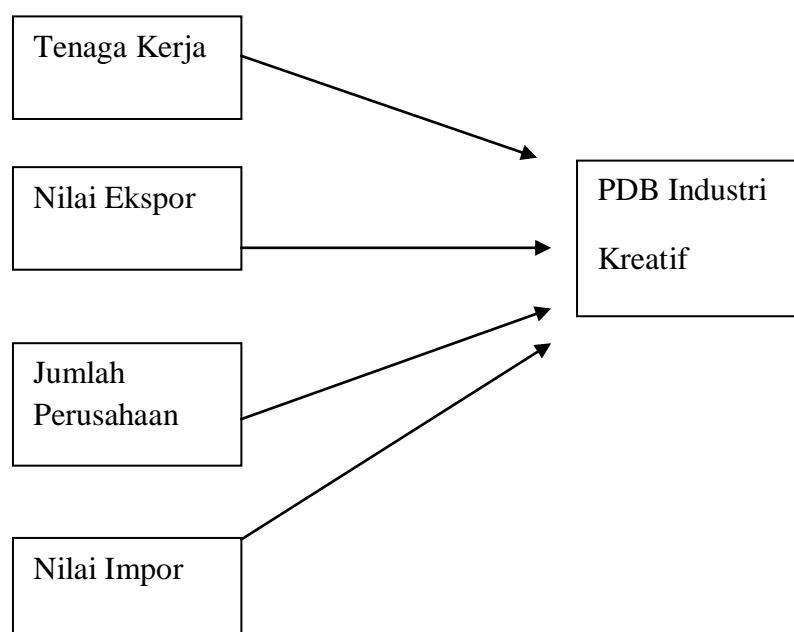 Tenaga Kerja
Nilai Ekspor
PDB Industri
Kreatif
Jumlah
Perusahaan
Nilai Impor